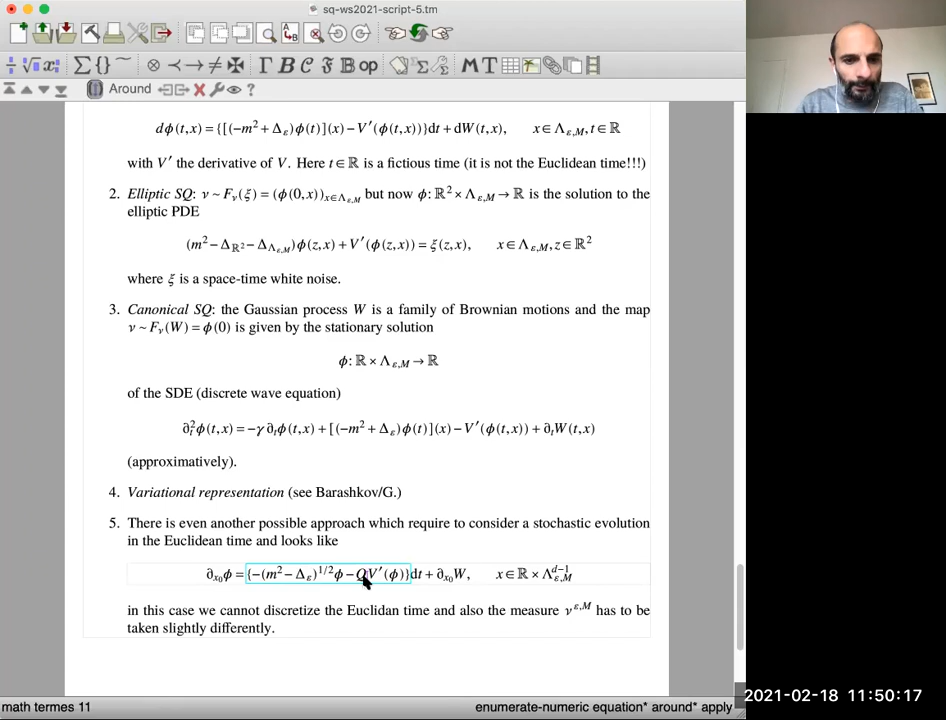 sq-ws2021-script-5.tm
Around
dϕ(t,x)={[(−m²+Δ_ε)ϕ(t)](x)−V′(ϕ(t,x))}dt+dW(t,x),  x∈Λ_{ε,M},t∈ℝ
with V′ the derivative of V. Here t∈ℝ is a fictious time (it is not the Euclidean time!!!)
2. Elliptic SQ: ν∼F_ν(ξ)=(ϕ(0,x))_{x∈Λ_{ε,M}} but now ϕ:ℝ²×Λ_{ε,M}→ℝ is the solution to the
elliptic PDE
(m²−Δ_{ℝ²}−Δ_{Λ_{ε,M}})ϕ(z,x)+V′(ϕ(z,x))=ξ(z,x),  x∈Λ_{ε,M},z∈ℝ²
where ξ is a space-time white noise.
3. Canonical SQ: the Gaussian process W is a family of Brownian motions and the map
ν∼F_ν(W)=ϕ(0) is given by the stationary solution
ϕ:ℝ×Λ_{ε,M}→ℝ
of the SDE (discrete wave equation)
∂_t²ϕ(t,x)=−γ∂_tϕ(t,x)+[(−m²+Δ_ε)ϕ(t)](x)−V′(ϕ(t,x))+∂_tW(t,x)
(approximatively).
4. Variational representation (see Barashkov/G.)
5. There is even another possible approach which require to consider a stochastic evolution
in the Euclidean time and looks like
∂_{x₀}ϕ={−(m²−Δ_ε)^{1/2}ϕ−QV′(ϕ)}dt+∂_{x₀}W,  x∈ℝ×Λ_{ε,M}^{d−1}
in this case we cannot discretize the Euclidan time and also the measure ν^{ε,M} has to be
taken slightly differently.
math termes 11
enumerate-numeric equation* around* apply
2021-02-18 11:50:17